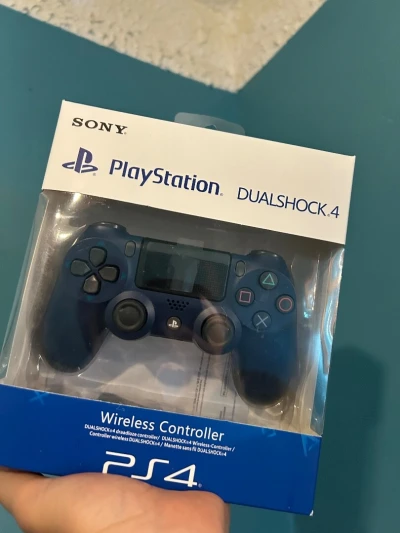 SONY
PlayStation. DUALSHOCK.4
Wireless Controller
DUALSHOCK®4 draadloze controller/ DUALSHOCK®4 Wireless-Controller /
Controller wireless DUALSHOCK®4 / Manette sans fil DUALSHOCK®4
PS4